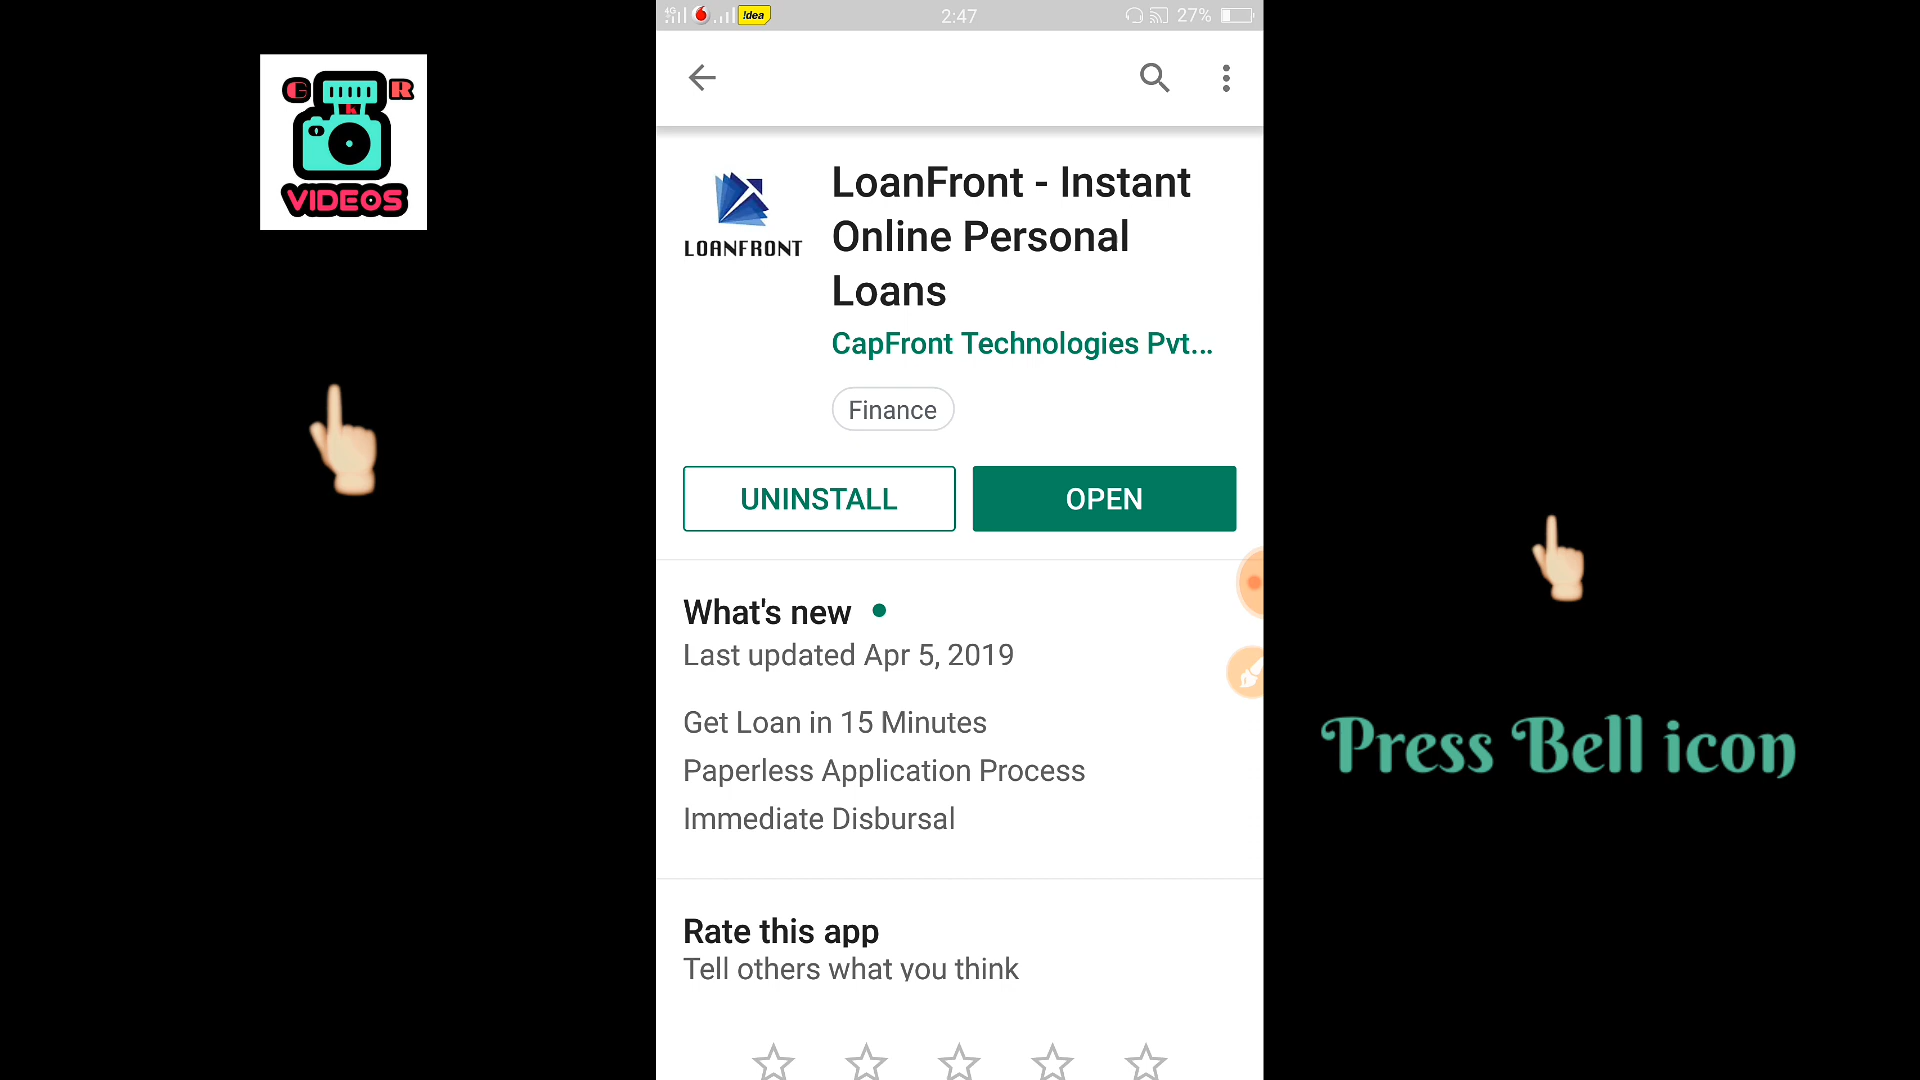 4G
!dea
2:47
27%
G R
VIDEOS
LOANFRONT
LoanFront - Instant
Online Personal
Loans
CapFront Technologies Pvt...
Finance
UNINSTALL
OPEN
What's new
Last updated Apr 5, 2019
Get Loan in 15 Minutes
Paperless Application Process
Immediate Disbursal
Rate this app
Tell others what you think
Press Bell icon